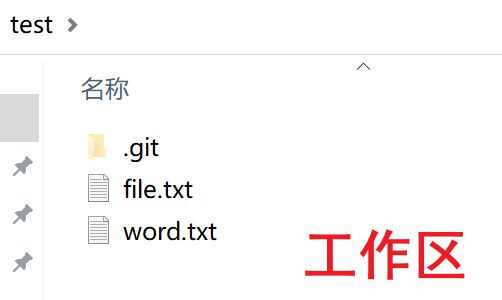 test
名称
.git
file.txt
word.txt
工作区